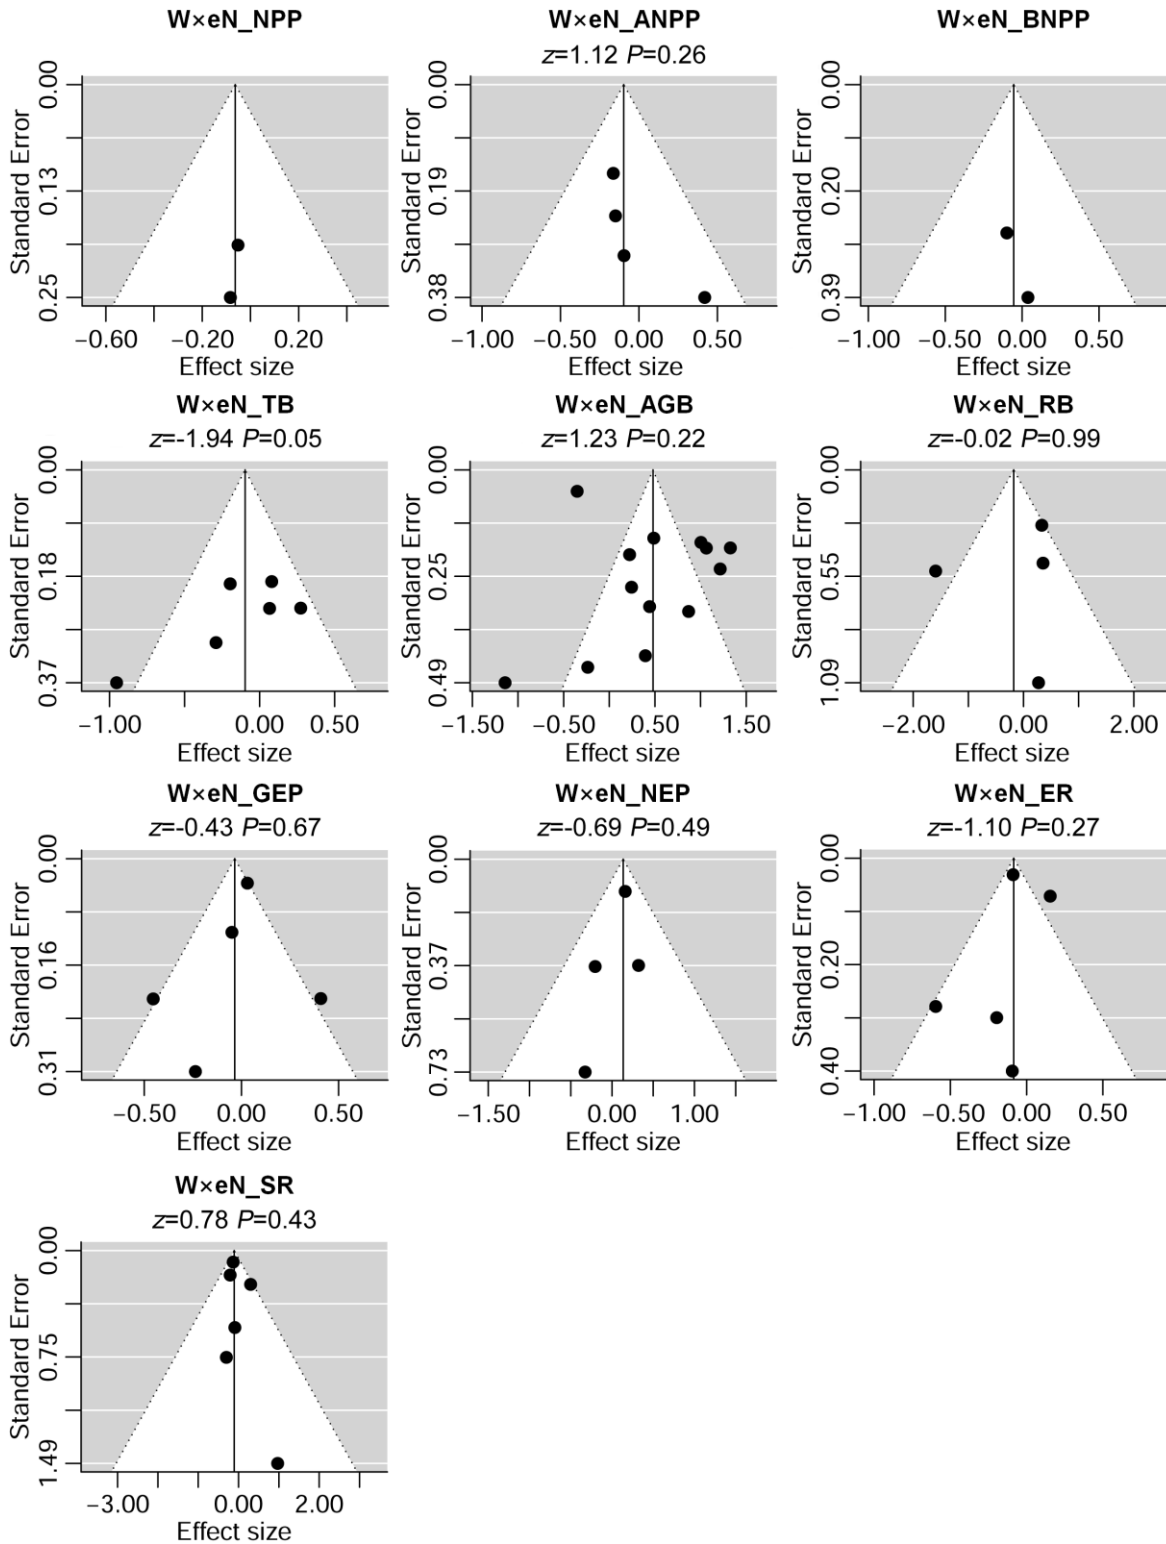 W×eN_NPP
0.00
0.13
0.25
Standard Error
−0.60
−0.20
0.20
Effect size
W×eN_ANPP
z=1.12 P=0.26
0.00
0.19
0.38
Standard Error
−1.00
−0.50
0.00
0.50
Effect size
W×eN_BNPP
0.00
0.20
0.39
Standard Error
−1.00
−0.50
0.00
0.50
Effect size
W×eN_TB
z=-1.94 P=0.05
0.00
0.18
0.37
Standard Error
−1.00
0.00
0.50
Effect size
W×eN_AGB
z=1.23 P=0.22
0.00
0.25
0.49
Standard Error
−1.50
−0.50
0.50
1.50
Effect size
W×eN_RB
z=-0.02 P=0.99
0.00
0.55
1.09
Standard Error
−2.00
0.00
2.00
Effect size
W×eN_GEP
z=-0.43 P=0.67
0.00
0.16
0.31
Standard Error
−0.50
0.00
0.50
Effect size
W×eN_NEP
z=-0.69 P=0.49
0.00
0.37
0.73
Standard Error
−1.50
0.00
1.00
Effect size
W×eN_ER
z=-1.10 P=0.27
0.00
0.20
0.40
Standard Error
−1.00
−0.50
0.00
0.50
Effect size
W×eN_SR
z=0.78 P=0.43
0.00
0.75
1.49
Standard Error
−3.00
0.00
2.00
Effect size